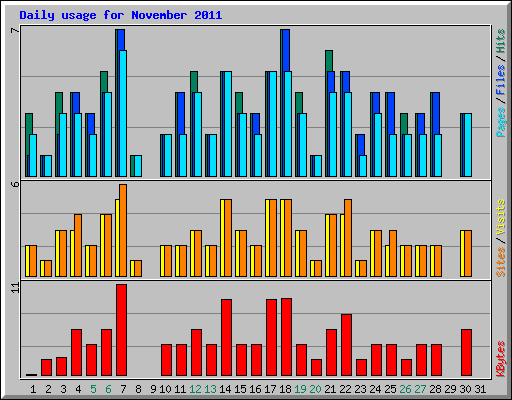 Daily usage for November 2011
7
Pages/Files/Hits
6
Sites/Visits
11
KBytes
1 2 3 4 5 6 7 8 9 10 11 12 13 14 15 16 17 18 19 20 21 22 23 24 25 26 27 28 29 30 31